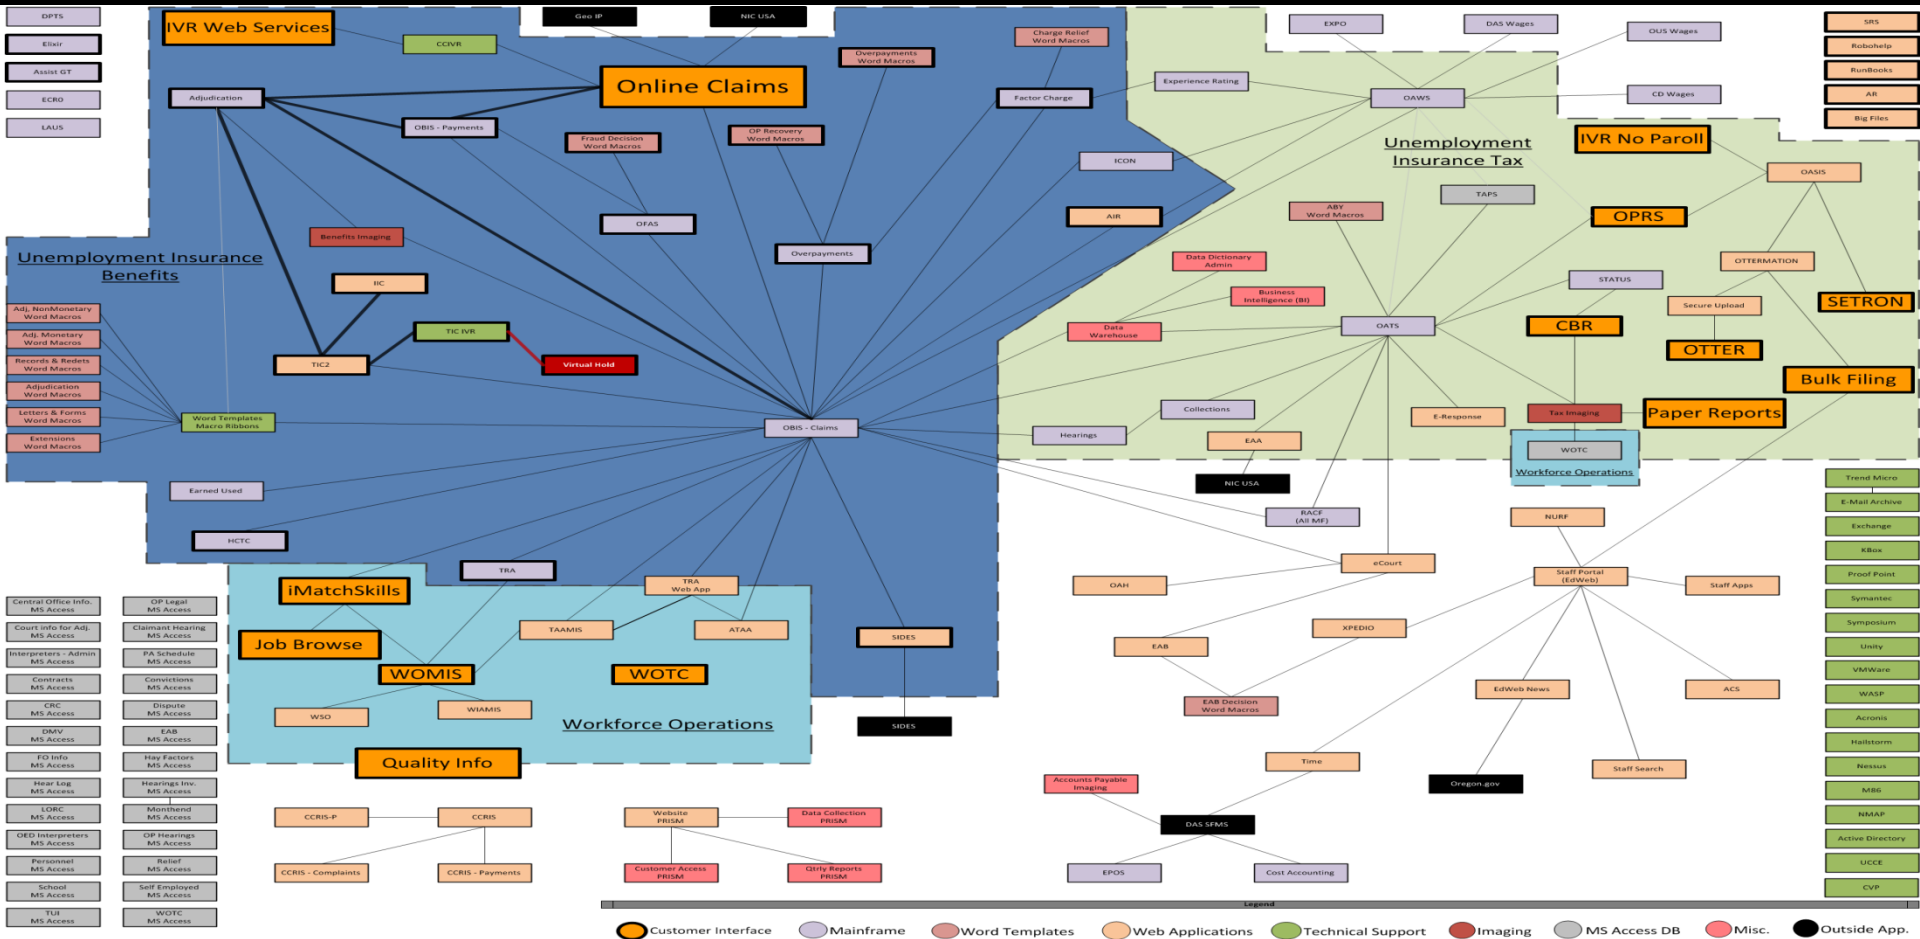 DPTS
Elixir
Assist GT
ECRO
LAUS
IVR Web Services
CCIVR
Geo IP
NIC USA
Online Claims
Overpayments
Word Macros
Charge Relief
Word Macros
Adjudication
OBIS - Payments
Fraud Decision
Word Macros
OP Recovery
Word Macros
Factor Charge
ICON
OFAS
AIR
Benefits Imaging
Overpayments
Unemployment Insurance
Benefits
IIC
TIC IVR
TIC2
Virtual Hold
Adj, NonMonetary
Word Macros
Adj. Monetary
Word Macros
Records & Redets
Word Macros
Adjudication
Word Macros
Letters & Forms
Word Macros
Extensions
Word Macros
Word Templates
Macro Ribbons
OBIS - Claims
Earned Used
HCTC
TRA
SIDES
SIDES
EXPO
DAS Wages
OUS Wages
Experience Rating
OAWS
CD Wages
Unemployment
Insurance Tax
IVR No Paroll
OASIS
TAPS
ABY
Word Macros
OPRS
Data Dictionary
Admin
OTTERMATION
Business
Intelligence (BI)
STATUS
Secure Upload
SETRON
Data
Warehouse
OATS
CBR
OTTER
Bulk Filing
Collections
E-Response
Tax Imaging
Paper Reports
Hearings
EAA
WOTC
Workforce Operations
NIC USA
RACF
(All MF)
NURF
eCourt
OAH
Staff Portal
(EdWeb)
Staff Apps
XPEDIO
EAB
EAB Decision
Word Macros
EdWeb News
ACS
Time
Oregon.gov
Staff Search
Accounts Payable
Imaging
DAS SFMS
EPOS
Cost Accounting
SRS
Robohelp
RunBooks
AR
Big Files
Trend Micro
E-Mail Archive
Exchange
KBox
Proof Point
Symantec
Symposium
Unity
VMWare
WASP
Acronis
Hailstorm
Nessus
M86
NMAP
Active Directory
UCCE
CVP
iMatchSkills
TRA
Web App
Job Browse
TAAMIS
ATAA
WOMIS
WOTC
WSO
WIAMIS
Workforce Operations
Quality Info
CCRIS-P
CCRIS
CCRIS - Complaints
CCRIS - Payments
Website
PRISM
Data Collection
PRISM
Customer Access
PRISM
Qtrly Reports
PRISM
Central Office Info.
MS Access
Court info for Adj.
MS Access
Interpreters - Admin
MS Access
Contracts
MS Access
CRC
MS Access
DMV
MS Access
FO Info
MS Access
Hear Log
MS Access
LORC
MS Access
OED Interpreters
MS Access
Personnel
MS Access
School
MS Access
TUI
MS Access
OP Legal
MS Access
Claimant Hearing
MS Access
PA Schedule
MS Access
Convictions
MS Access
Dispute
MS Access
EAB
MS Access
Hay Factors
MS Access
Hearings Inv.
MS Access
Monthend
MS Access
OP Hearings
MS Access
Relief
MS Access
Self Employed
MS Access
WOTC
MS Access
Legend
Customer Interface
Mainframe
Word Templates
Web Applications
Technical Support
Imaging
MS Access DB
Misc.
Outside App.